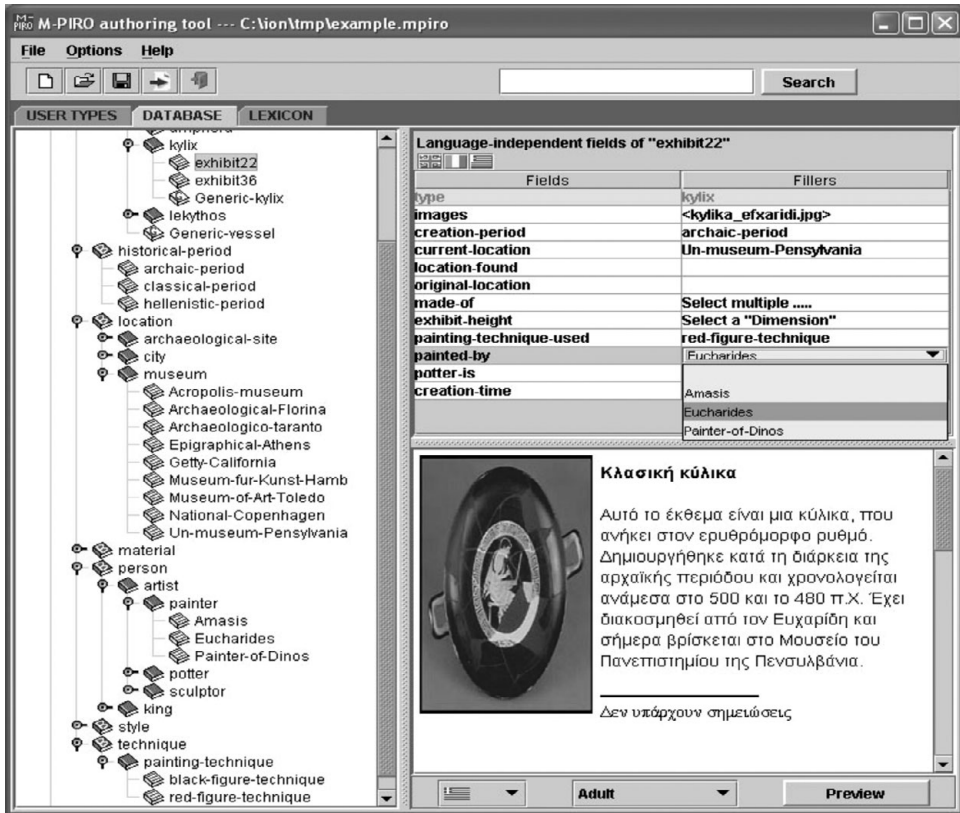 M-PIRO authoring tool --- C:\ion\tmp\example.mpiro
File Options Help
Search
USER TYPES DATABASE LEXICON
amphora
kylix
exhibit22
exhibit36
Generic-kylix
lekythos
Generic-vessel
historical-period
archaic-period
classical-period
hellenistic-period
location
archaeological-site
city
museum
Acropolis-museum
Archaeological-Florina
Archaeologico-taranto
Epigraphical-Athens
Getty-California
Museum-fur-Kunst-Hamb
Museum-of-Art-Toledo
National-Copenhagen
Un-museum-Pensylvania
material
person
artist
painter
Amasis
Eucharides
Painter-of-Dinos
potter
sculptor
king
style
technique
painting-technique
black-figure-technique
red-figure-technique
Language-independent fields of "exhibit22"
Fields Fillers
type kylix
images <kylika_efxaridi.jpg>
creation-period archaic-period
current-location Un-museum-Pensylvania
location-found
original-location
made-of Select multiple .....
exhibit-height Select a "Dimension"
painting-technique-used red-figure-technique
painted-by Eucharides
potter-is
creation-time
Amasis
Eucharides
Painter-of-Dinos
Κλασική κύλικα
Αυτό το έκθεμα είναι μια κύλικα, που
ανήκει στον ερυθρόμορφο ρυθμό.
Δημιουργήθηκε κατά τη διάρκεια της
αρχαϊκής περιόδου και χρονολογείται
ανάμεσα στο 500 και το 480 π.Χ. Έχει
διακοσμηθεί από τον Ευχαρίδη και
σήμερα βρίσκεται στο Μουσείο του
Πανεπιστημίου της Πενσυλβάνια.
Δεν υπάρχουν σημειώσεις
Adult Preview